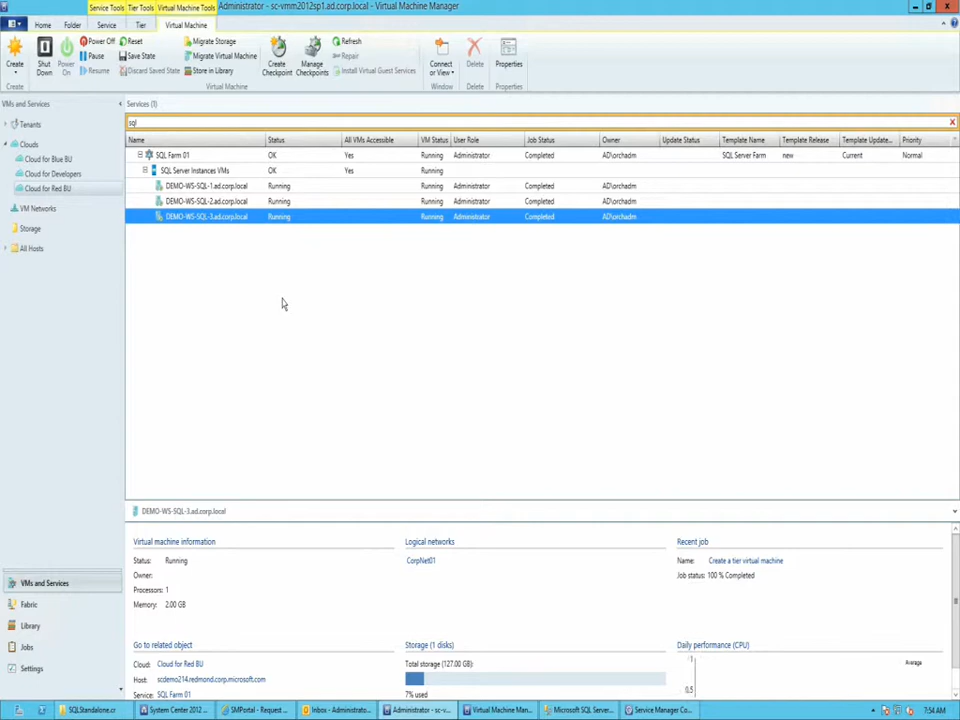 Service Tools Tier Tools Virtual Machine Tools Administrator - sc-vmm2012sp1.ad.corp.local - Virtual Machine Manager
Home Folder Service Tier Virtual Machine
Create
Shut Down
Power On
Power Off
Pause
Resume
Reset
Save State
Discard Saved State
Migrate Storage
Migrate Virtual Machine
Store in Library
Create Checkpoint
Manage Checkpoints
Refresh
Repair
Install Virtual Guest Services
Connect or View
Delete
Properties
Create Virtual Machine Window Delete Properties
VMs and Services
Tenants
Clouds
Cloud for Blue BU
Cloud for Developers
Cloud for Red BU
VM Networks
Storage
All Hosts
Services (1)
sql
Name Status All VMs Accessible VM Status User Role Job Status Owner Update Status Template Name Template Release Template Update... Priority
SQL Farm 01 OK Yes Running Administrator Completed AD\orchadm SQL Server Farm new Current Normal
SQL Server Instances VMs OK Yes Running
DEMO-WS-SQL-1.ad.corp.local Running Running Administrator Completed AD\orchadm
DEMO-WS-SQL-2.ad.corp.local Running Running Administrator Completed AD\orchadm
DEMO-WS-SQL-3.ad.corp.local Running Running Administrator Completed AD\orchadm
DEMO-WS-SQL-3.ad.corp.local
Virtual machine information
Status: Running
Owner:
Processors: 1
Memory: 2.00 GB
Logical networks
CorpNet01
Recent job
Name: Create a tier virtual machine
Job status: 100 % Completed
Go to related object
Cloud: Cloud for Red BU
Host: scdemo214.redmond.corp.microsoft.com
Service: SQL Farm 01
Storage (1 disks)
Total storage (127.00 GB):
7% used
Daily performance (CPU)
1
0.5
Average
VMs and Services
Fabric
Library
Jobs
Settings
SQLStandalone.cr System Center 2012 ... SMPortal - Request ... Inbox - Administrato... Administrator - sc-v... Virtual Machine Man... Microsoft SQL Server... Service Manager Co... 7:54 AM